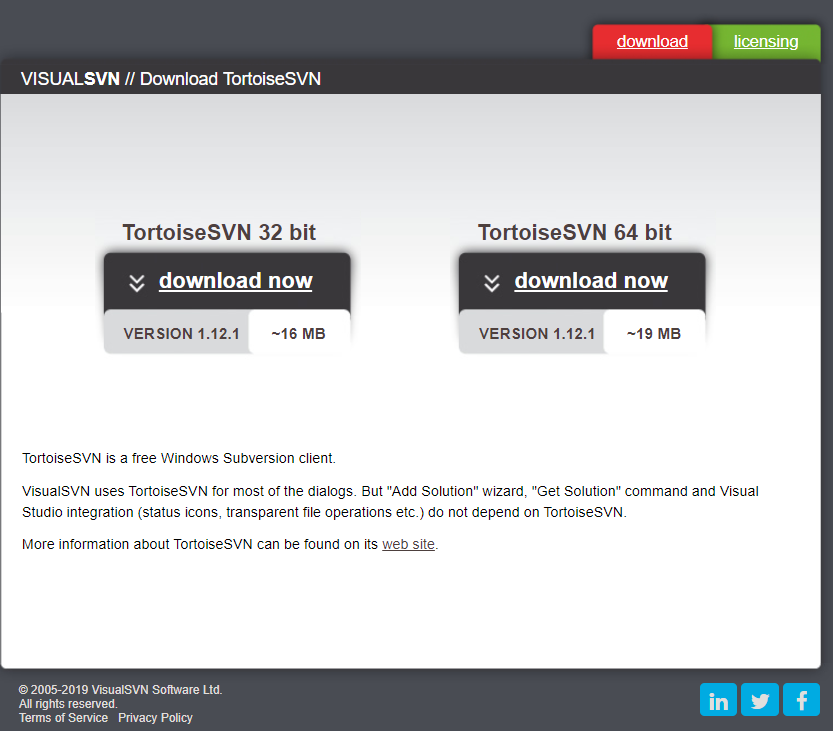 download licensing
VISUALSVN // Download TortoiseSVN
TortoiseSVN 32 bit
download now
VERSION 1.12.1 ~16 MB
TortoiseSVN 64 bit
download now
VERSION 1.12.1 ~19 MB
TortoiseSVN is a free Windows Subversion client.
VisualSVN uses TortoiseSVN for most of the dialogs. But "Add Solution" wizard, "Get Solution" command and Visual
Studio integration (status icons, transparent file operations etc.) do not depend on TortoiseSVN.
More information about TortoiseSVN can be found on its web site.
© 2005-2019 VisualSVN Software Ltd.
All rights reserved.
Terms of Service Privacy Policy
in f